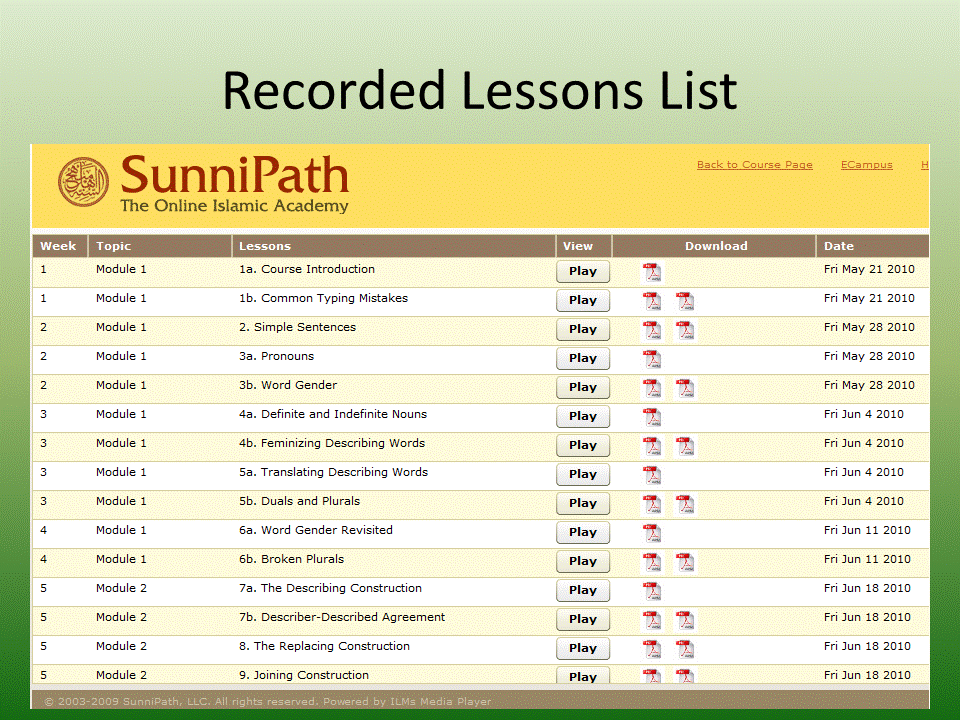 Recorded Lessons List
SunniPath
The Online Islamic Academy
Back to Course Page ECampus H
Week Topic Lessons View Download Date
1 Module 1 1a. Course Introduction Play Fri May 21 2010
1 Module 1 1b. Common Typing Mistakes Play Fri May 21 2010
2 Module 1 2. Simple Sentences Play Fri May 28 2010
2 Module 1 3a. Pronouns Play Fri May 28 2010
2 Module 1 3b. Word Gender Play Fri May 28 2010
3 Module 1 4a. Definite and Indefinite Nouns Play Fri Jun 4 2010
3 Module 1 4b. Feminizing Describing Words Play Fri Jun 4 2010
3 Module 1 5a. Translating Describing Words Play Fri Jun 4 2010
3 Module 1 5b. Duals and Plurals Play Fri Jun 4 2010
4 Module 1 6a. Word Gender Revisited Play Fri Jun 11 2010
4 Module 1 6b. Broken Plurals Play Fri Jun 11 2010
5 Module 2 7a. The Describing Construction Play Fri Jun 18 2010
5 Module 2 7b. Describer-Described Agreement Play Fri Jun 18 2010
5 Module 2 8. The Replacing Construction Play Fri Jun 18 2010
5 Module 2 9. Joining Construction Play Fri Jun 18 2010
© 2003-2009 SunniPath, LLC. All rights reserved. Powered by ILMs Media Player